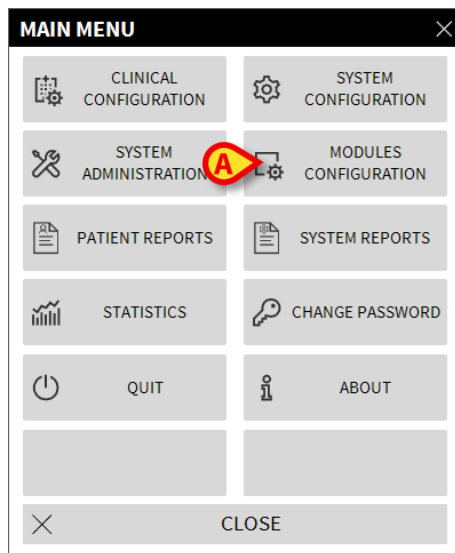 MAIN MENU
CLINICAL
CONFIGURATION
SYSTEM
CONFIGURATION
SYSTEM
ADMINISTRATION
A
MODULES
CONFIGURATION
PATIENT REPORTS
SYSTEM REPORTS
STATISTICS
CHANGE PASSWORD
QUIT
ABOUT
CLOSE